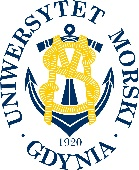 UNIWERSYTET MORSKI
1920
· GDYNIA ·